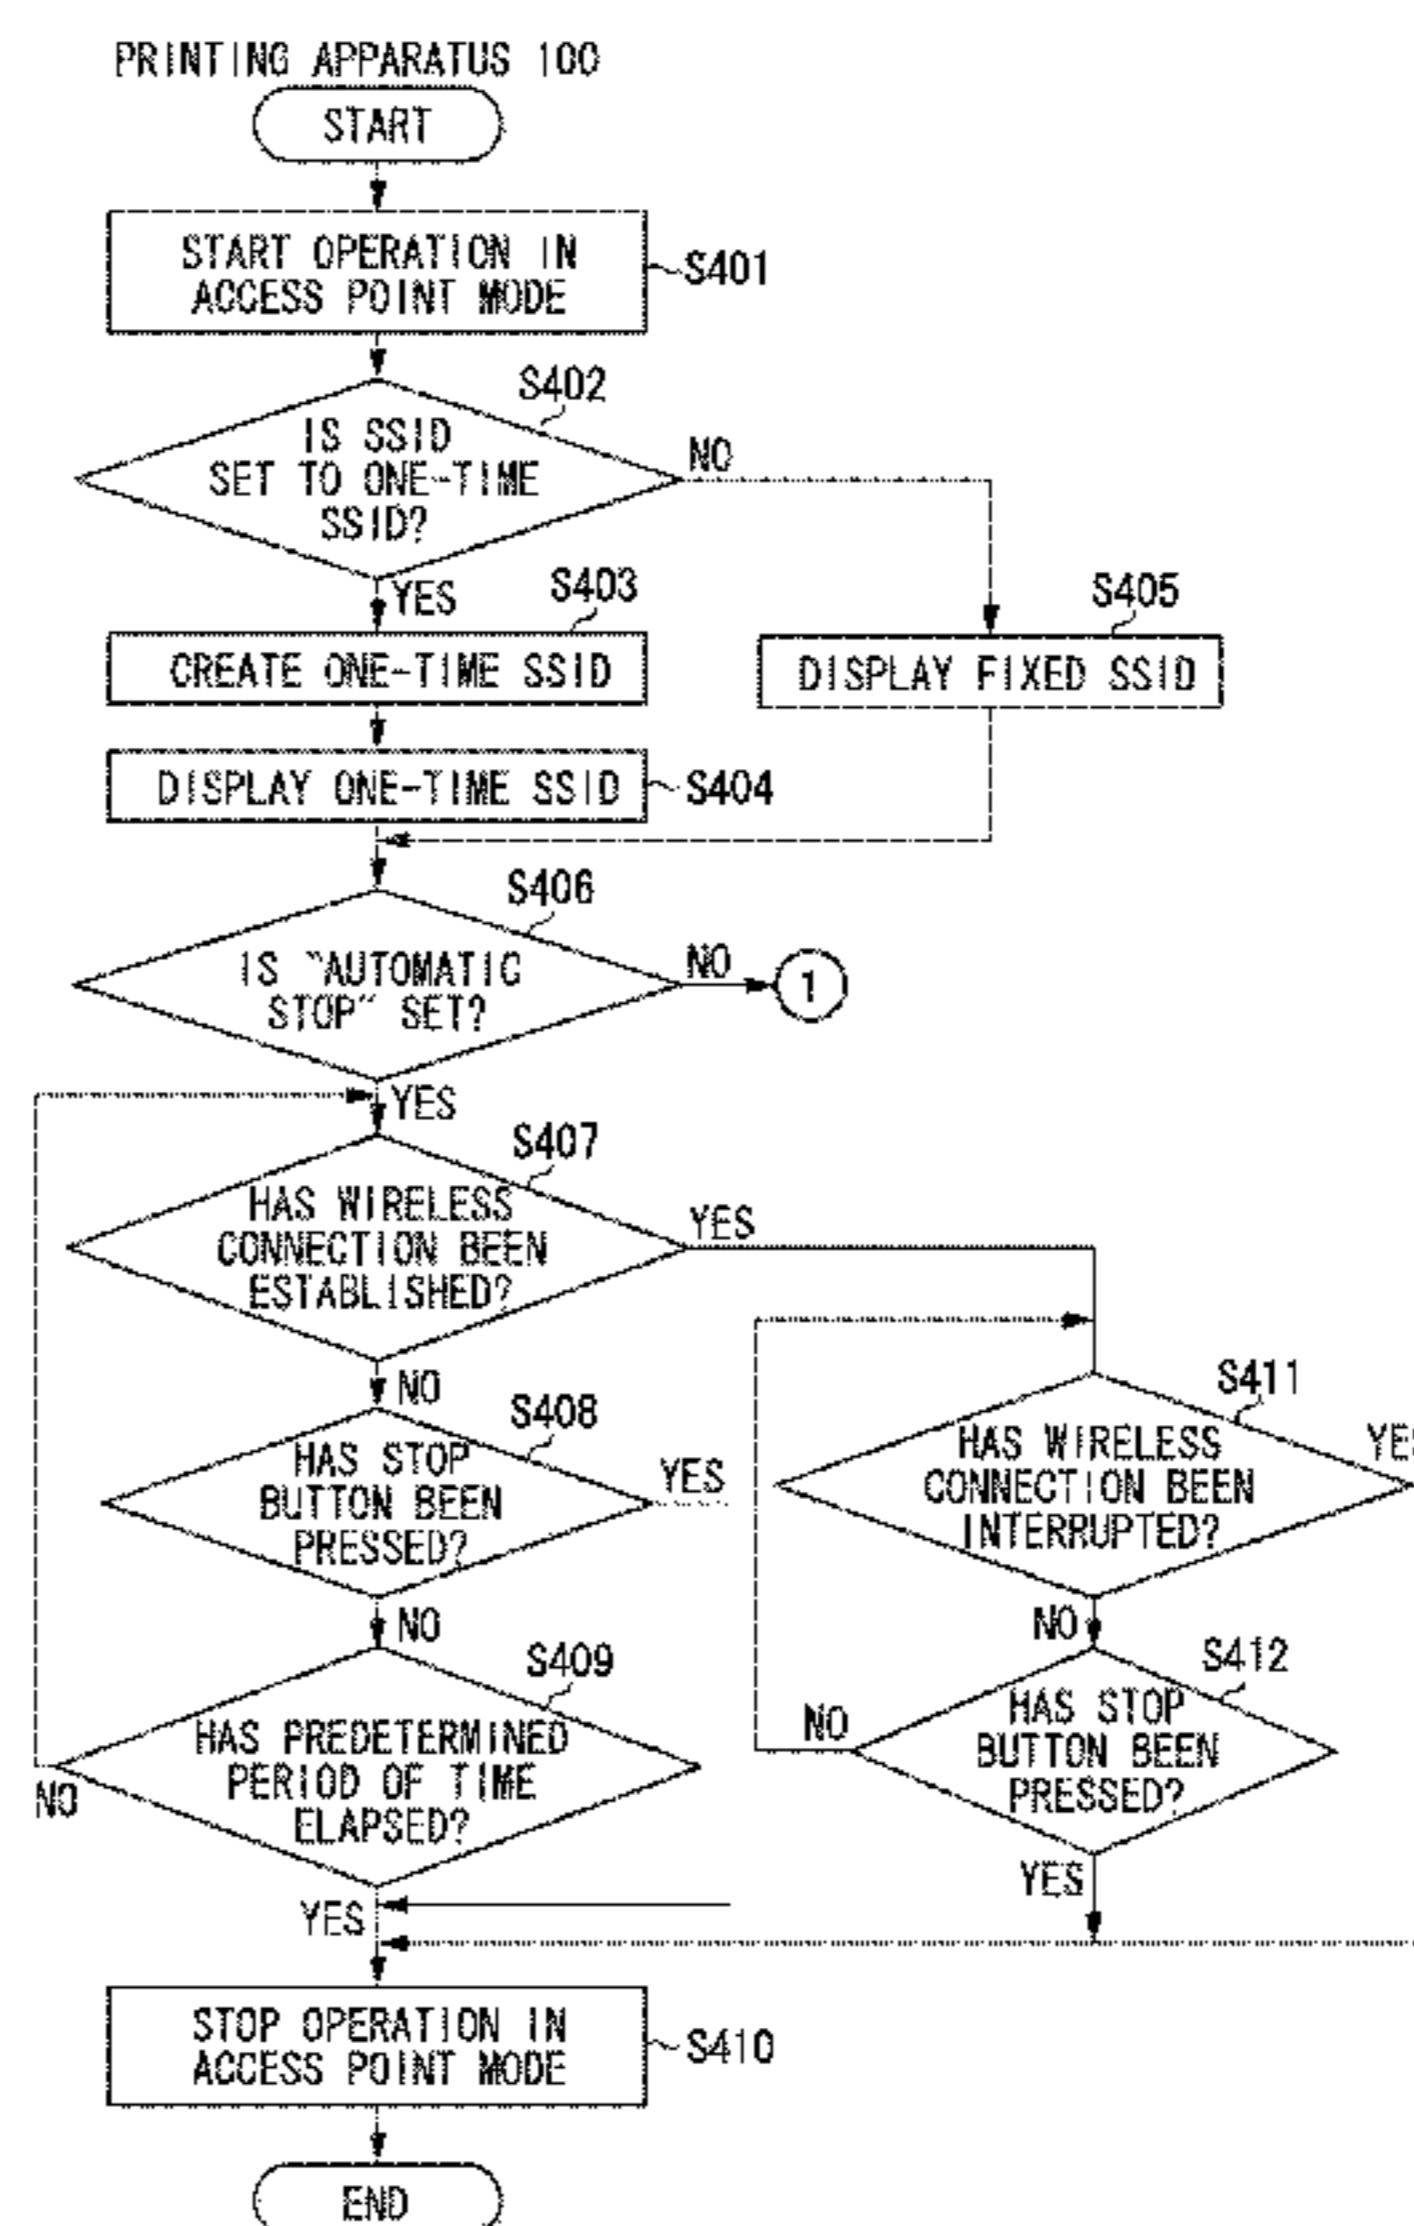 PRINTING APPARATUS 100
START
START OPERATION IN
ACCESS POINT MODE
S401
S402
IS SSID
SET TO ONE-TIME
SSID?
NO
YES
S403
CREATE ONE-TIME SSID
S405
DISPLAY FIXED SSID
DISPLAY ONE-TIME SSID
S404
S406
IS "AUTOMATIC
STOP" SET?
NO
1
YES
S407
HAS WIRELESS
CONNECTION BEEN
ESTABLISHED?
YES
NO
S408
HAS STOP
BUTTON BEEN
PRESSED?
YES
NO
S411
HAS WIRELESS
CONNECTION BEEN
INTERRUPTED?
YES
NO
S409
HAS PREDETERMINED
PERIOD OF TIME
ELAPSED?
NO
YES
S412
HAS STOP
BUTTON BEEN
PRESSED?
NO
YES
STOP OPERATION IN
ACCESS POINT MODE
S410
END